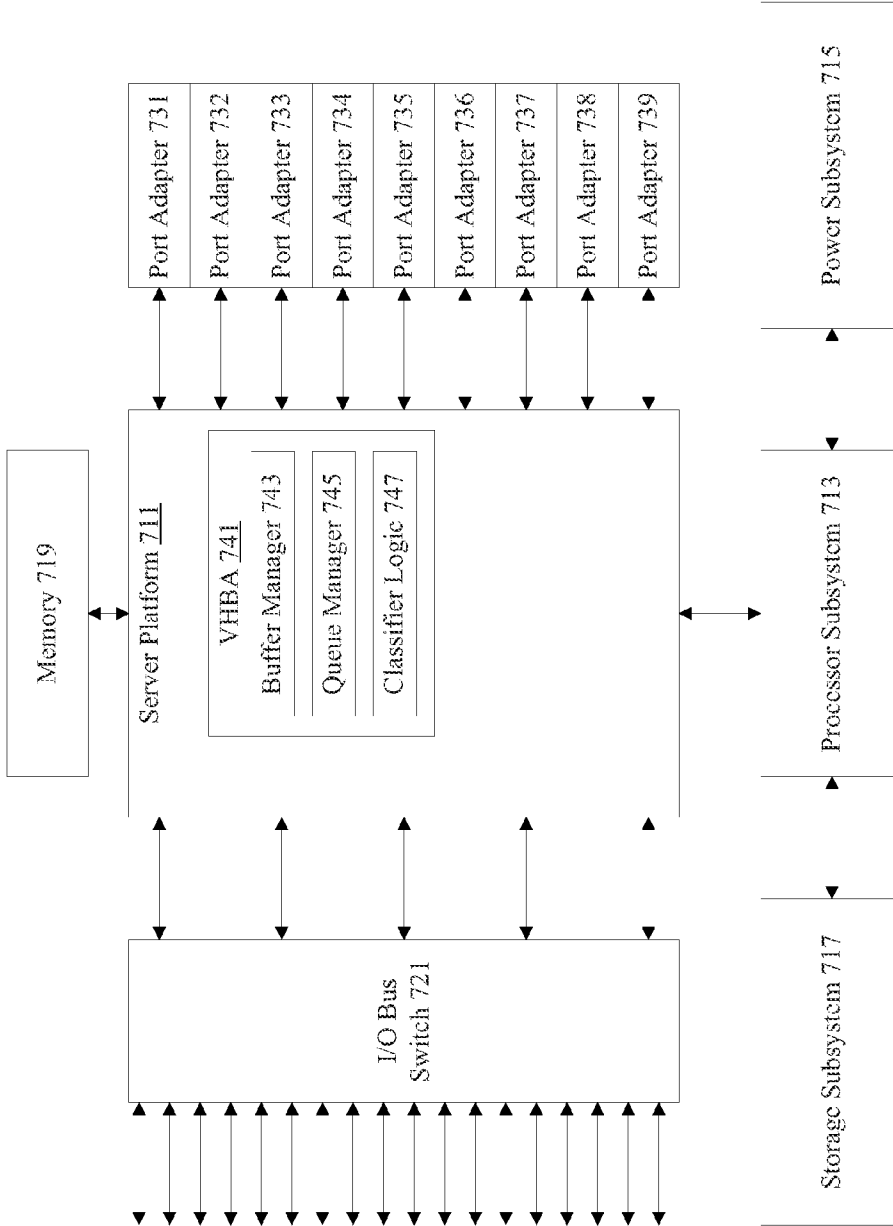 Memory 719
Server Platform 711
VHBA 741
Buffer Manager 743
Queue Manager 745
Classifier Logic 747
I/O Bus
Switch 721
Port Adapter 731
Port Adapter 732
Port Adapter 733
Port Adapter 734
Port Adapter 735
Port Adapter 736
Port Adapter 737
Port Adapter 738
Port Adapter 739
Storage Subsystem 717
Processor Subsystem 713
Power Subsystem 715